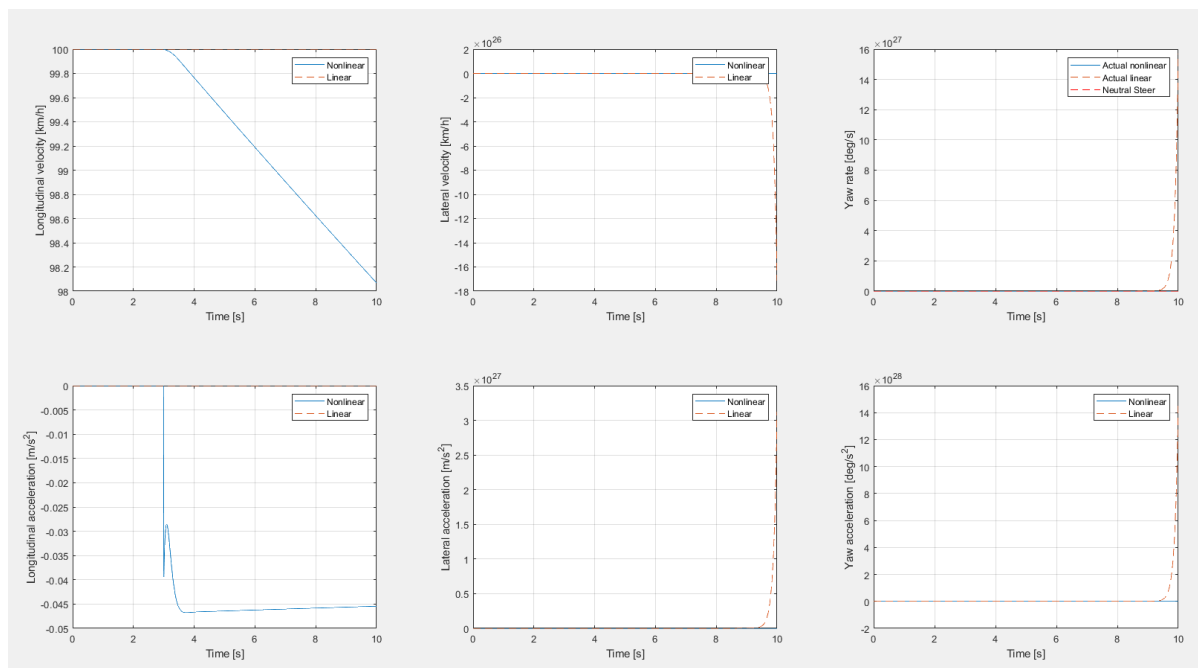 100
99.8
99.6
99.4
99.2
99
98.8
98.6
98.4
98.2
98
0 2 4 6 8 10
Time [s]
Longitudinal velocity [km/h]
Nonlinear
Linear
×10^26
2
0
-2
-4
-6
-8
-10
-12
-14
-16
-18
0 2 4 6 8 10
Time [s]
Lateral velocity [km/h]
Nonlinear
Linear
×10^27
16
14
12
10
8
6
4
2
0
0 2 4 6 8 10
Time [s]
Yaw rate [deg/s]
Actual nonlinear
Actual linear
Neutral Steer
0
-0.005
-0.01
-0.015
-0.02
-0.025
-0.03
-0.035
-0.04
-0.045
-0.05
0 2 4 6 8 10
Time [s]
Longitudinal acceleration [m/s^2]
Nonlinear
Linear
×10^27
3.5
3
2.5
2
1.5
1
0.5
0
0 2 4 6 8 10
Time [s]
Lateral acceleration [m/s^2]
Nonlinear
Linear
×10^28
16
14
12
10
8
6
4
2
0
-2
0 2 4 6 8 10
Time [s]
Yaw acceleration [deg/s^2]
Nonlinear
Linear